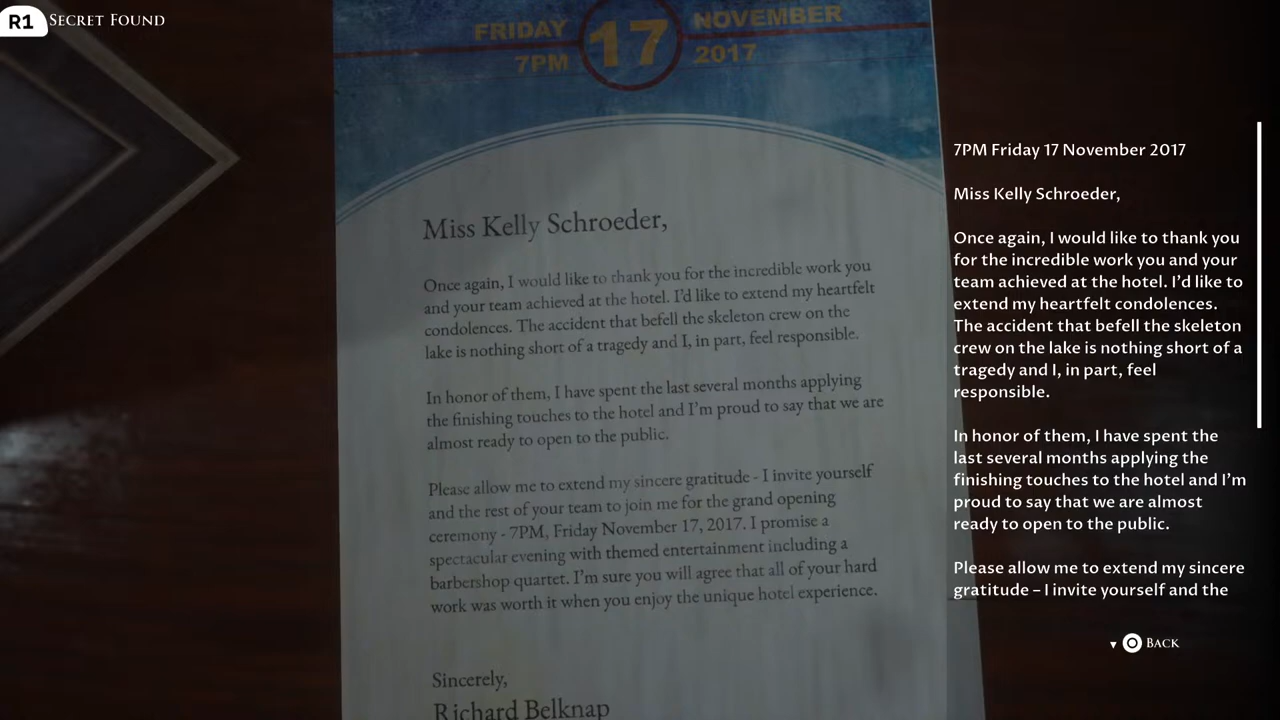 R1 SECRET FOUND
FRIDAY 17 NOVEMBER
7PM 2017
Miss Kelly Schroeder,
Once again, I would like to thank you for the incredible work you
and your team achieved at the hotel. I'd like to extend my heartfelt
condolences. The accident that befell the skeleton crew on the
lake is nothing short of a tragedy and I, in part, feel responsible.
In honor of them, I have spent the last several months applying
the finishing touches to the hotel and I'm proud to say that we are
almost ready to open to the public.
Please allow me to extend my sincere gratitude - I invite yourself
and the rest of your team to join me for the grand opening
ceremony - 7PM, Friday November 17, 2017. I promise a
spectacular evening with themed entertainment including a
barbershop quartet. I'm sure you will agree that all of your hard
work was worth it when you enjoy the unique hotel experience.
Sincerely,
Richard Belknap
7PM Friday 17 November 2017
Miss Kelly Schroeder,
Once again, I would like to thank you
for the incredible work you and your
team achieved at the hotel. I'd like to
extend my heartfelt condolences.
The accident that befell the skeleton
crew on the lake is nothing short of a
tragedy and I, in part, feel
responsible.
In honor of them, I have spent the
last several months applying the
finishing touches to the hotel and I'm
proud to say that we are almost
ready to open to the public.
Please allow me to extend my sincere
gratitude – I invite yourself and the
BACK